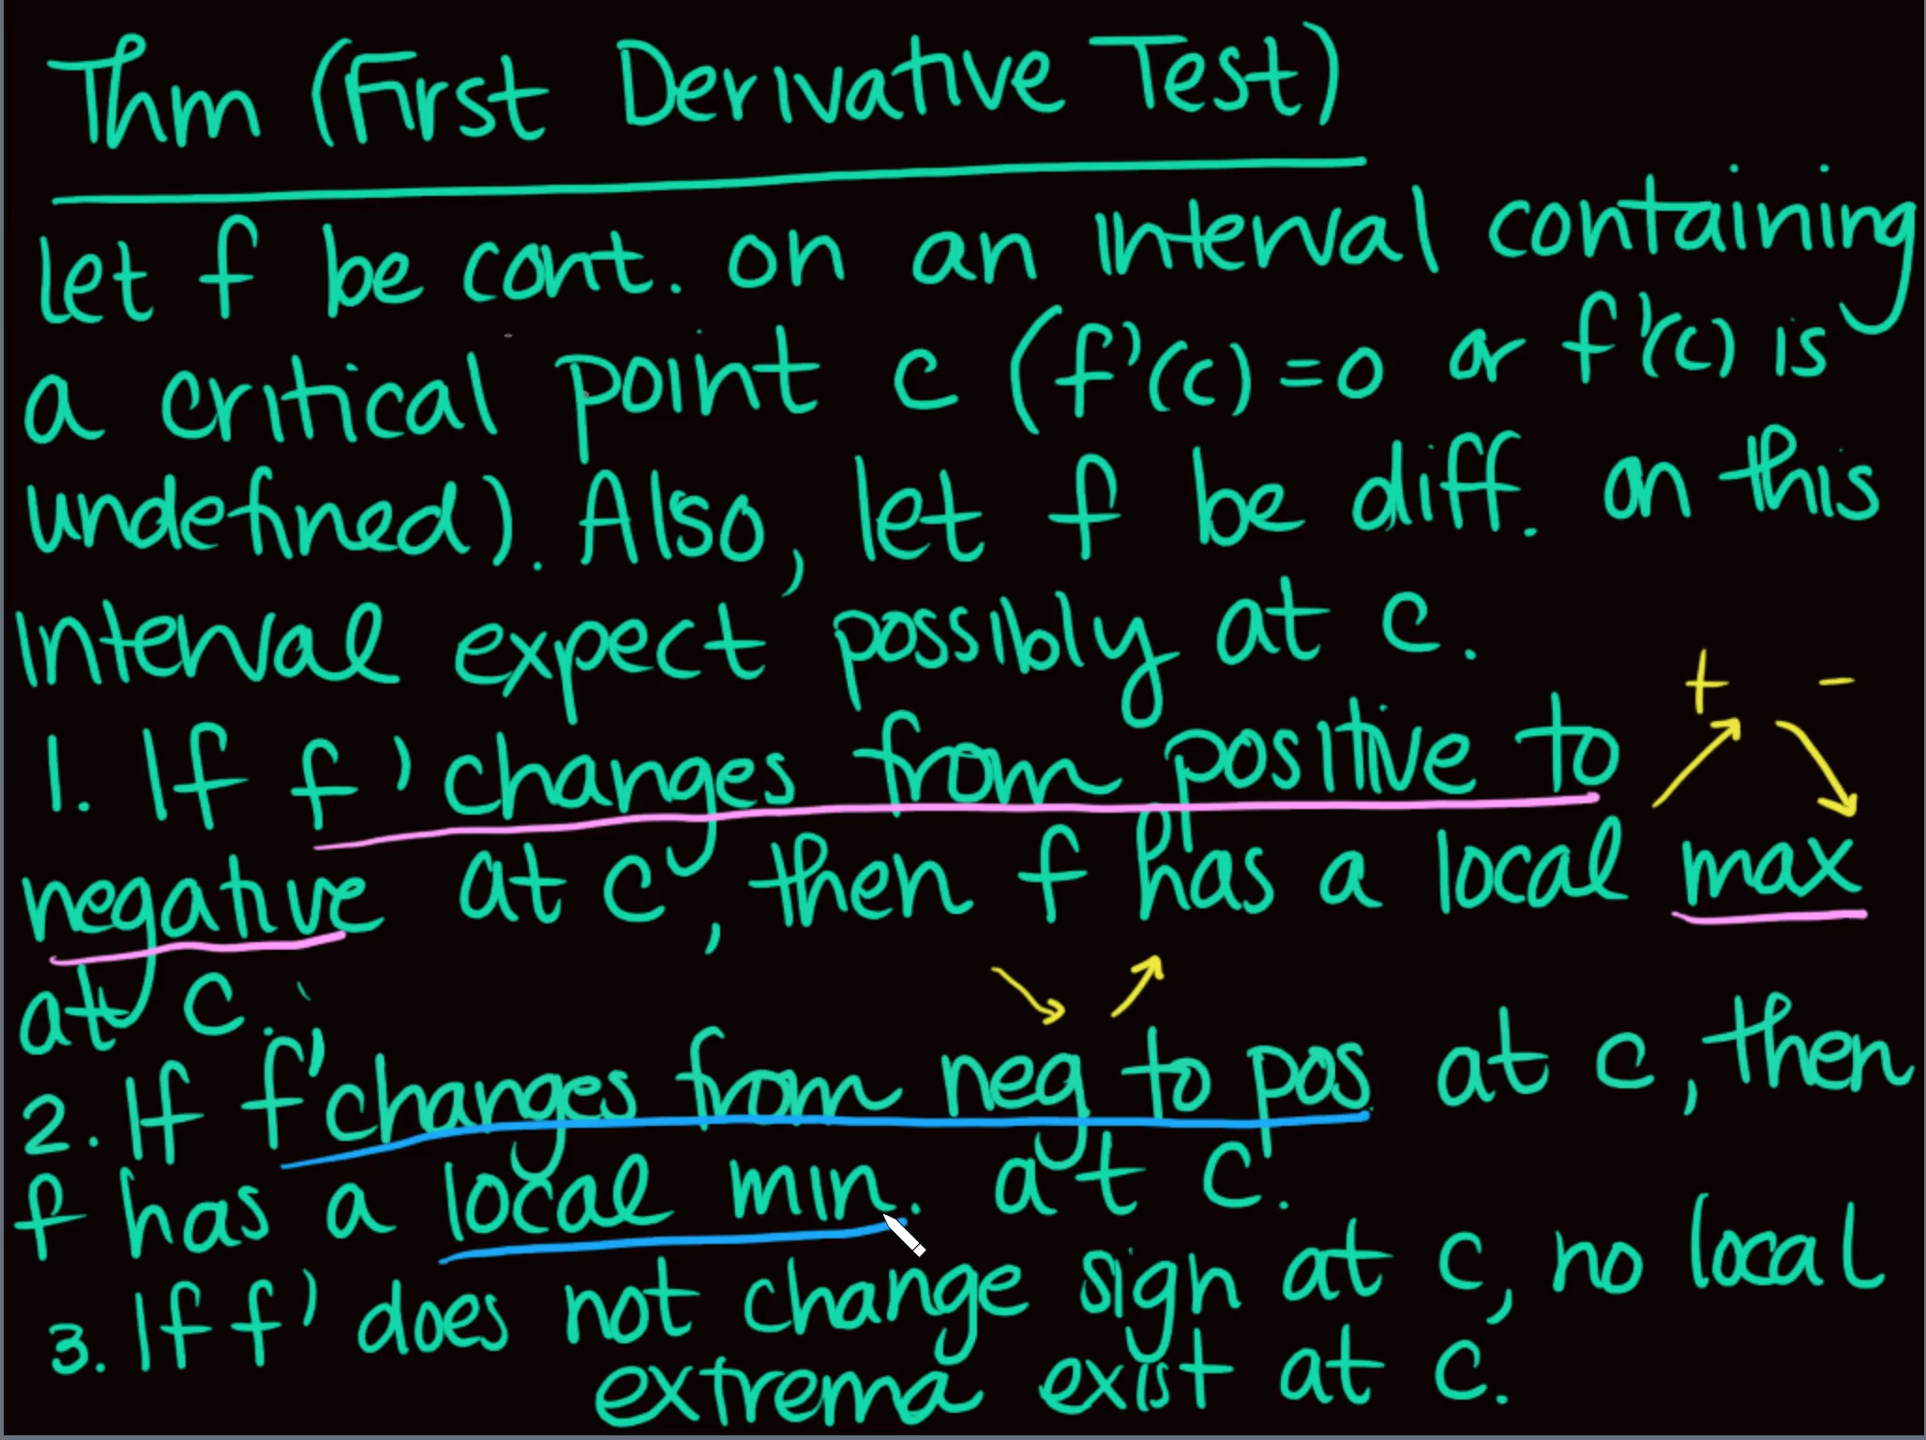 Thm (First Derivative Test)
let f be cont. on an interval containing
a critical point c (f'(c) = 0 or f'(c) is
undefined). Also, let f be diff. on this
interval expect possibly at c.
+ -
1. If f' changes from positive to
negative at c, then f has a local max
at c.
2. If f' changes from neg to pos at c, then
f has a local min. at c.
3. If f' does not change sign at c, no local
extrema exist at c.